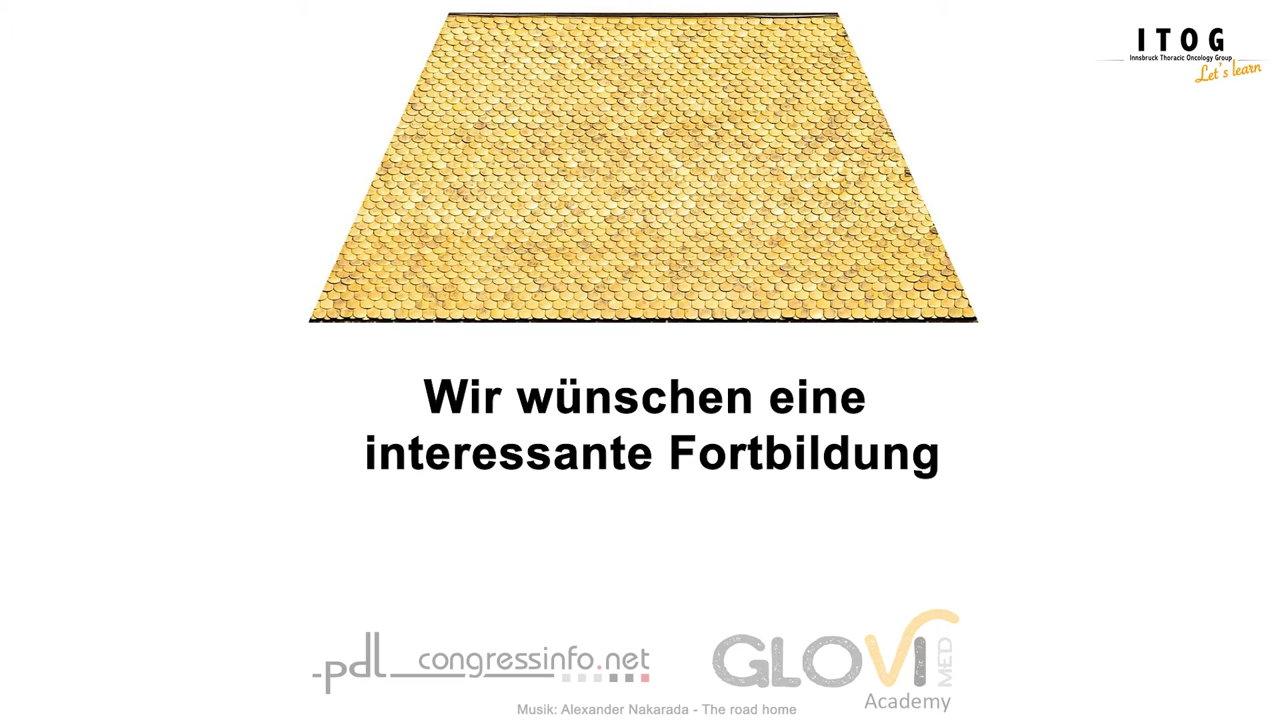 ITOG
Innsbruck Thoracic Oncology Group
Let's learn
Wir wünschen eine
interessante Fortbildung
pdl congressinfo.net
GLOVI MED
Academy
Musik: Alexander Nakarada - The road home